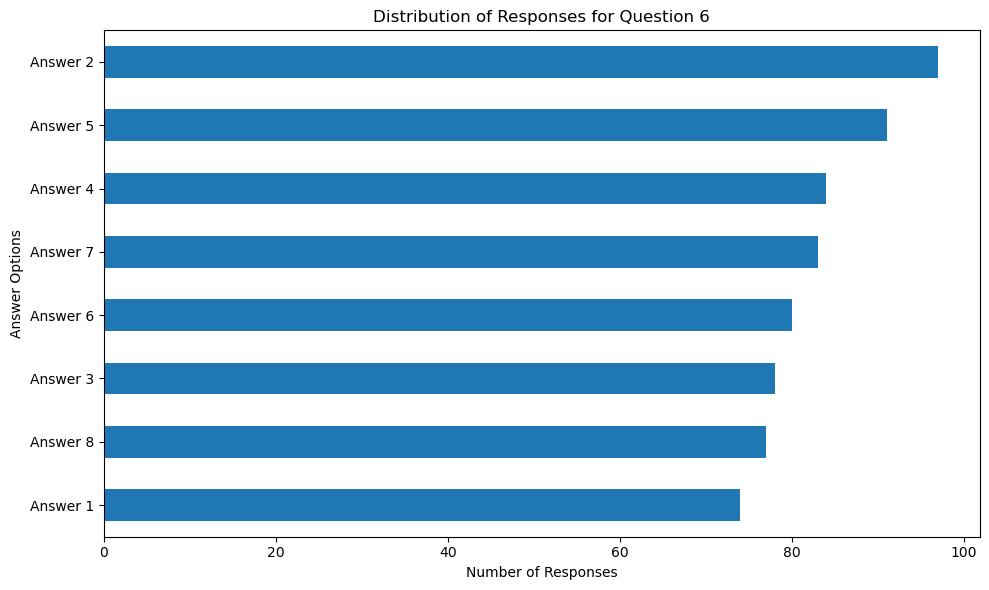 Distribution of Responses for Question 6
Answer Options
Answer 2
Answer 5
Answer 4
Answer 7
Answer 6
Answer 3
Answer 8
Answer 1
0 20 40 60 80 100
Number of Responses